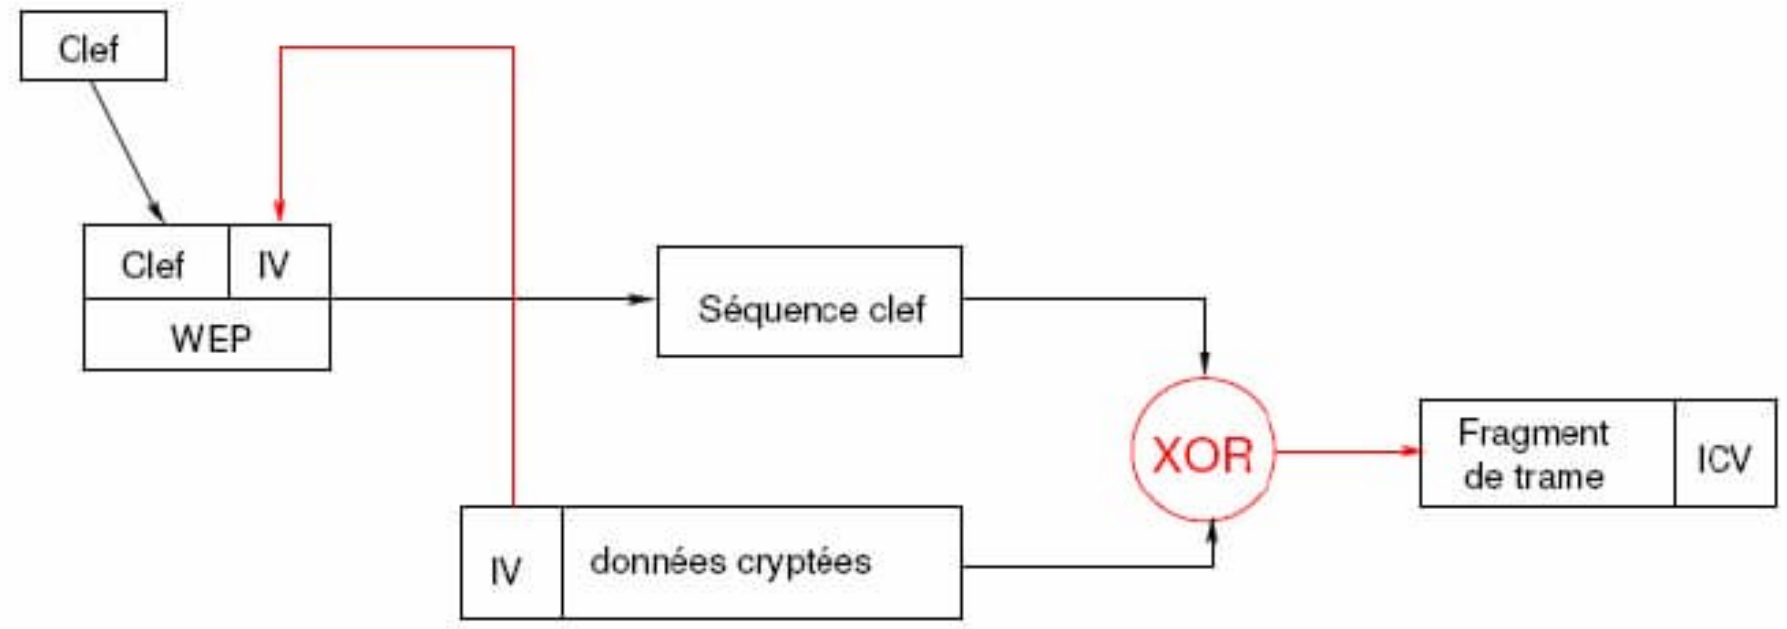 Clef
Clef
IV
WEP
Séquence clef
XOR
Fragment
de trame
ICV
IV
données cryptées